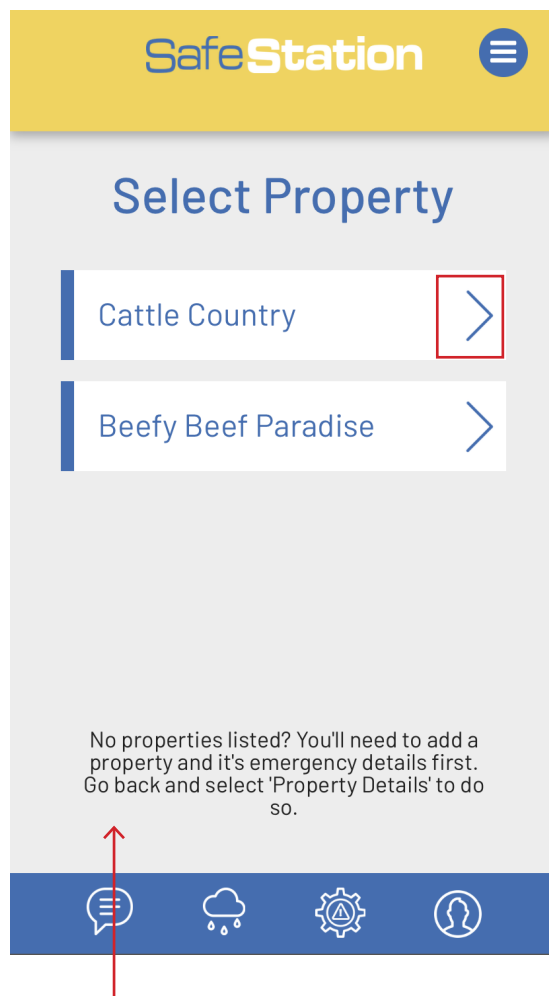 SafeStation
Select Property
Cattle Country
Beefy Beef Paradise
No properties listed? You'll need to add a
property and it's emergency details first.
Go back and select 'Property Details' to do
so.